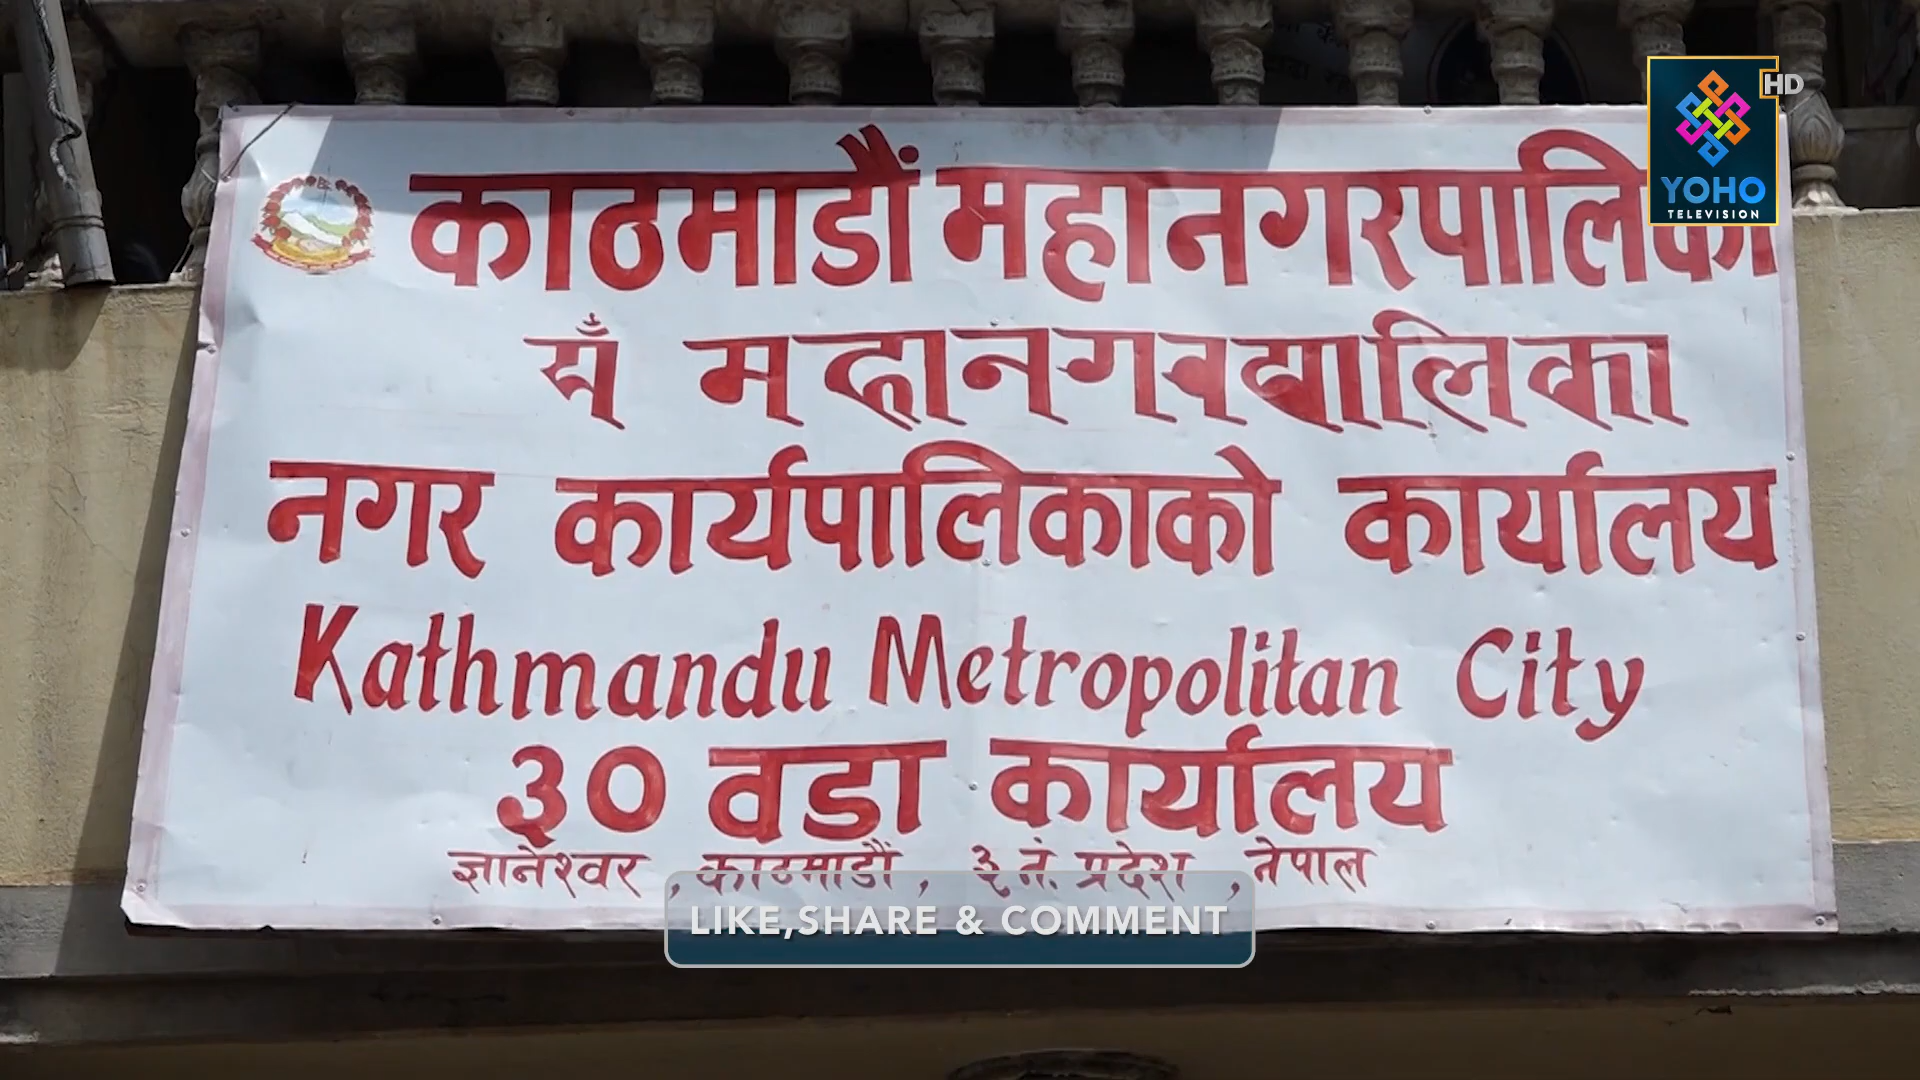 काठमाडौं महानगरपालिका
नगर कार्यपालिकाको कार्यालय
Kathmandu Metropolitan City
३० वडा कार्यालय
ज्ञानेश्वर, काठमाडौं, ३ नं. प्रदेश, नेपाल
LIKE,SHARE & COMMENT
HD
YOHO
TELEVISION